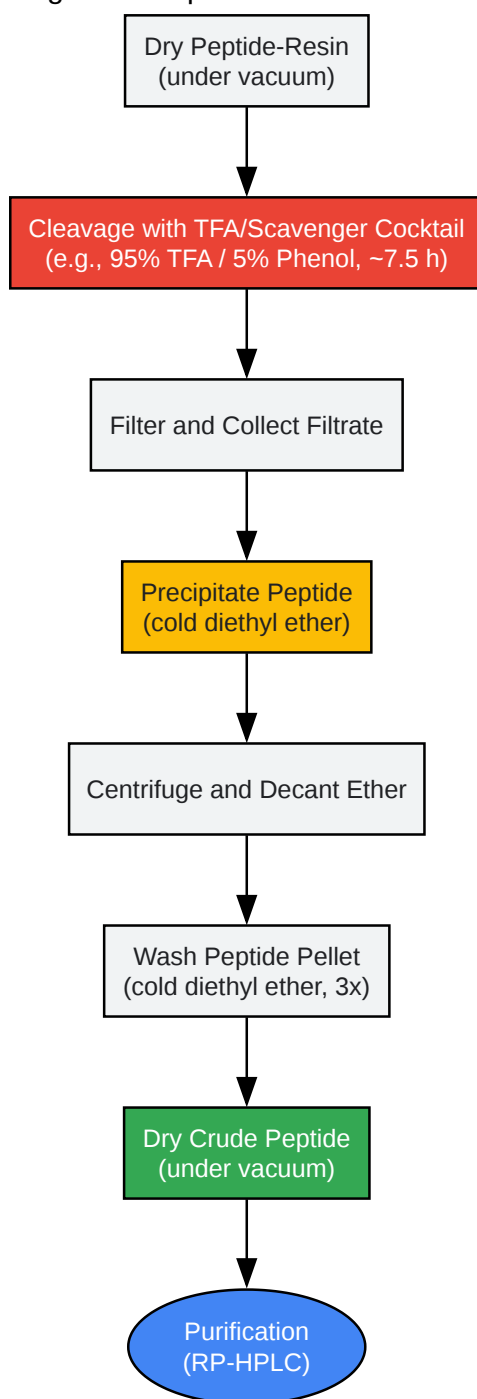 Dry Peptide-Resin
(under vacuum)
Cleavage with TFA/Scavenger Cocktail
(e.g., 95% TFA / 5% Phenol, ~7.5 h)
Filter and Collect Filtrate
Precipitate Peptide
(cold diethyl ether)
Centrifuge and Decant Ether
Wash Peptide Pellet
(cold diethyl ether, 3x)
Dry Crude Peptide
(under vacuum)
Purification
(RP-HPLC)